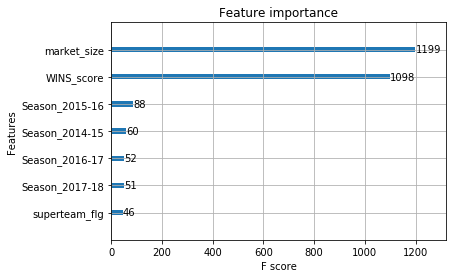 Feature importance
market_size 1199
WINS_score 1098
Season_2015-16 88
Season_2014-15 60
Season_2016-17 52
Season_2017-18 51
superteam_flg 46
0 200 400 600 800 1000 1200
F score
Features